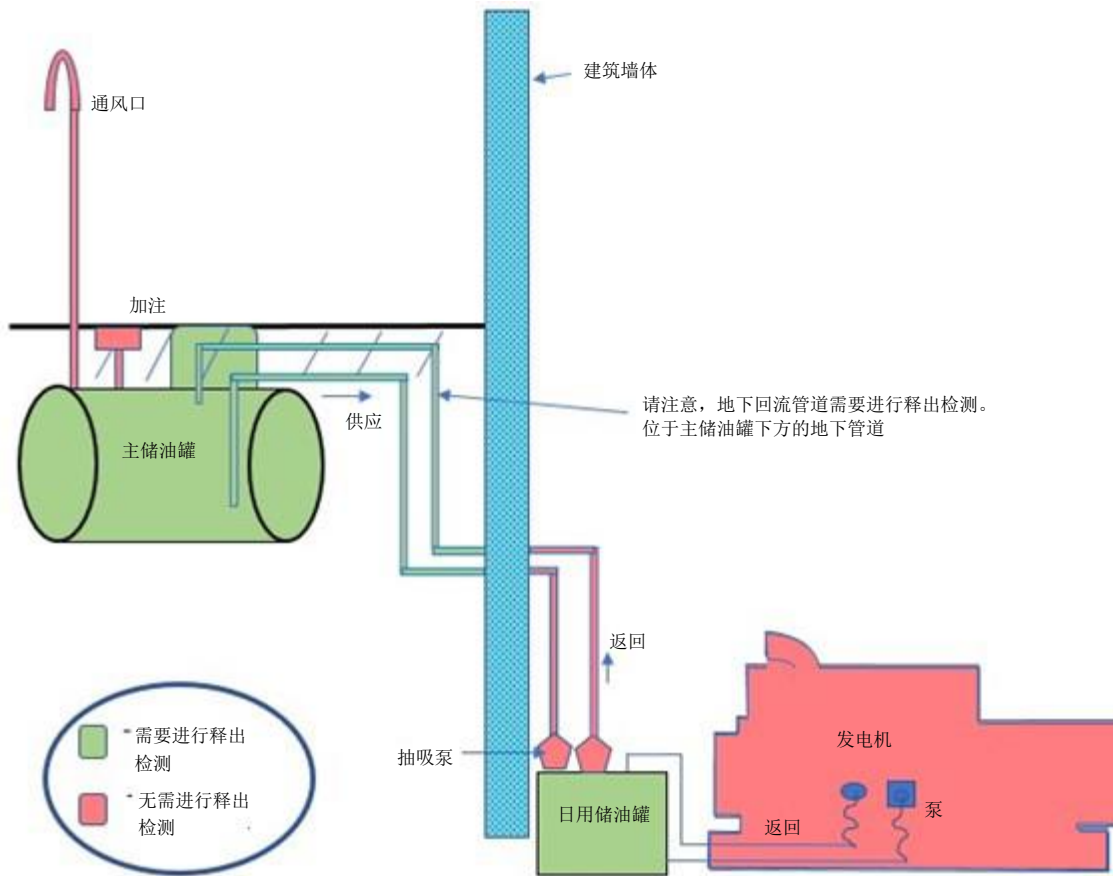 建筑墙体
通风口
加注
请注意，地下回流管道需要进行释出检测。
位于主储油罐下方的地下管道
供应
主储油罐
返回
需要进行释出
检测
无需进行释出
检测
抽吸泵
日用储油罐
发电机
泵
返回